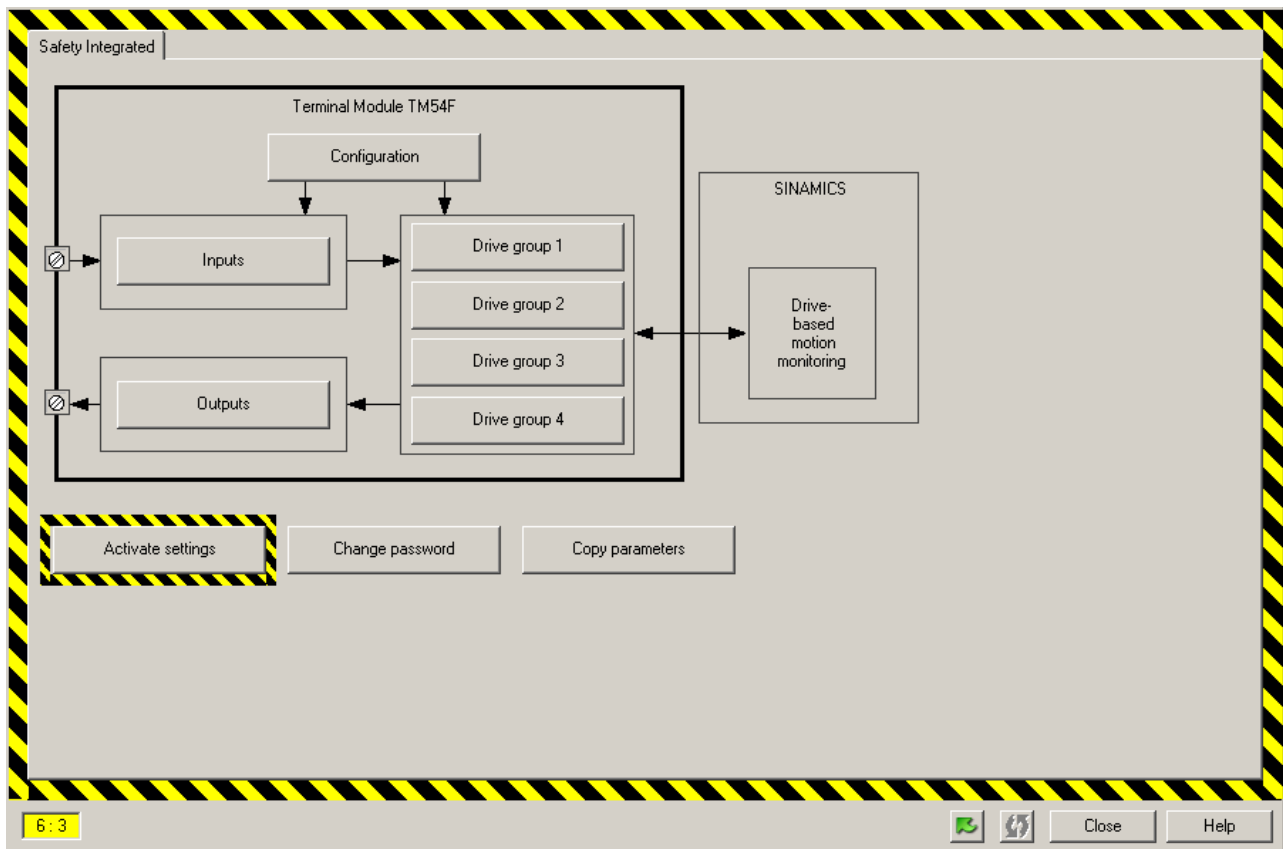 Safety Integrated
Terminal Module TM54F
Configuration
SINAMICS
Inputs
Drive group 1
Drive group 2
Drive group 3
Drive group 4
Outputs
Drive-
based
motion
monitoring
Activate settings
Change password
Copy parameters
6 : 3
Close
Help